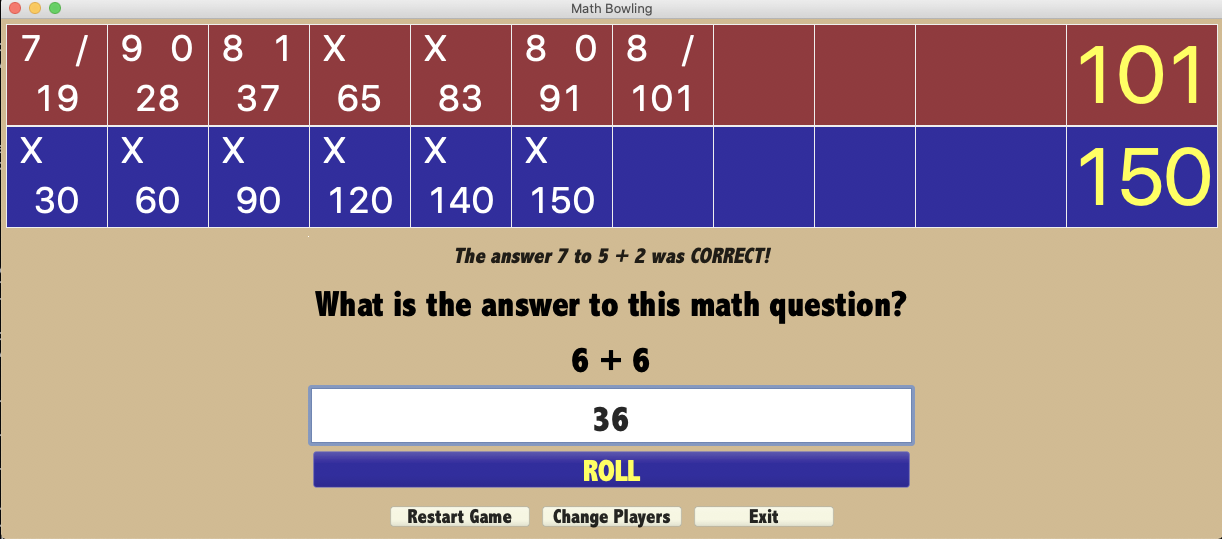 Math Bowling
7 / 9 0 8 1 X X 8 0 8 /
19 28 37 65 83 91 101 101
X X X X X X
30 60 90 120 140 150 150
The answer 7 to 5 + 2 was CORRECT!
What is the answer to this math question?
6 + 6
36
ROLL
Restart Game Change Players Exit